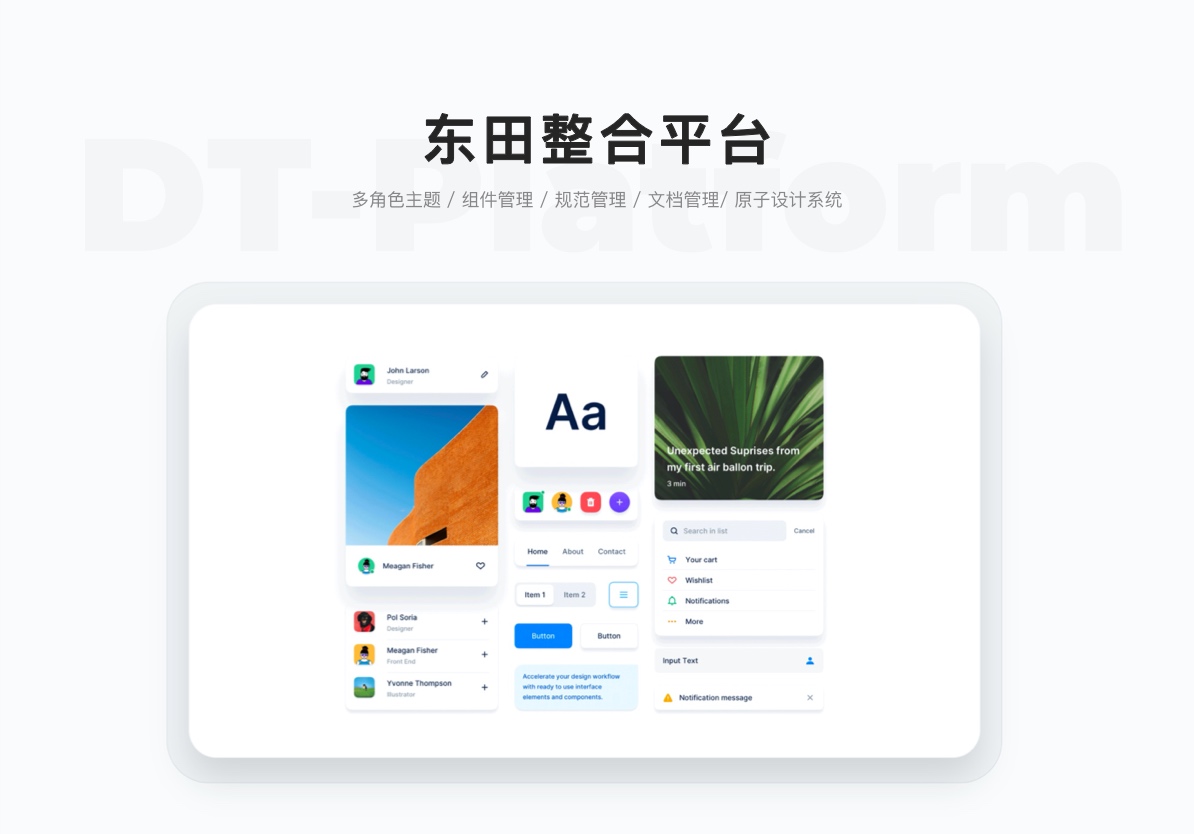 DT-Platform
东田整合平台
多角色主题 / 组件管理 / 规范管理 / 文档管理/ 原子设计系统
John Larson
Designer
Meagan Fisher
Pol Soria
Designer
Meagan Fisher
Front End
Yvonne Thompson
Illustrator
Aa
Home About Contact
Item 1 Item 2
Button Button
Accelerate your design workflow
with ready to use interface
elements and components.
Unexpected Suprises from
my first air ballon trip.
3 min
Search in list Cancel
Your cart
Wishlist
Notifications
More
Input Text
Notification message